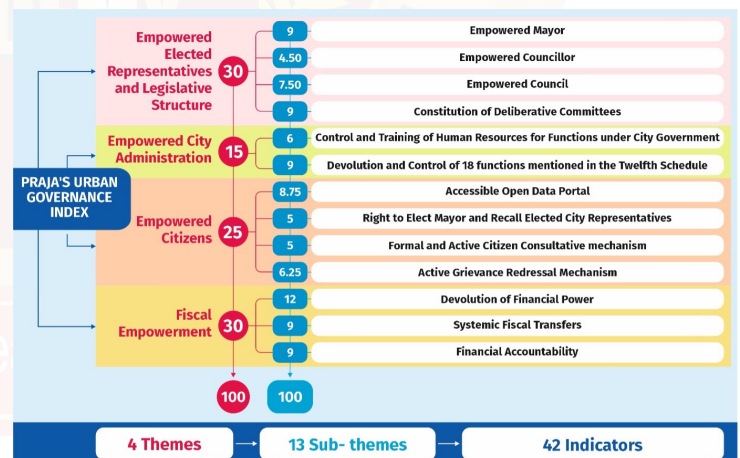 PRAJA'S URBAN
GOVERNANCE
INDEX
Empowered
Elected
Representatives
and Legislative
Structure
30
9
Empowered Mayor
4.50
Empowered Councillor
7.50
Empowered Council
9
Constitution of Deliberative Committees
Empowered City
Administration
15
6
Control and Training of Human Resources for Functions under City Government
9
Devolution and Control of 18 functions mentioned in the Twelfth Schedule
Empowered
Citizens
25
8.75
Accessible Open Data Portal
5
Right to Elect Mayor and Recall Elected City Representatives
5
Formal and Active Citizen Consultative mechanism
6.25
Active Grievance Redressal Mechanism
Fiscal
Empowerment
30
12
Devolution of Financial Power
9
Systemic Fiscal Transfers
9
Financial Accountability
100
100
4 Themes
13 Sub- themes
42 Indicators